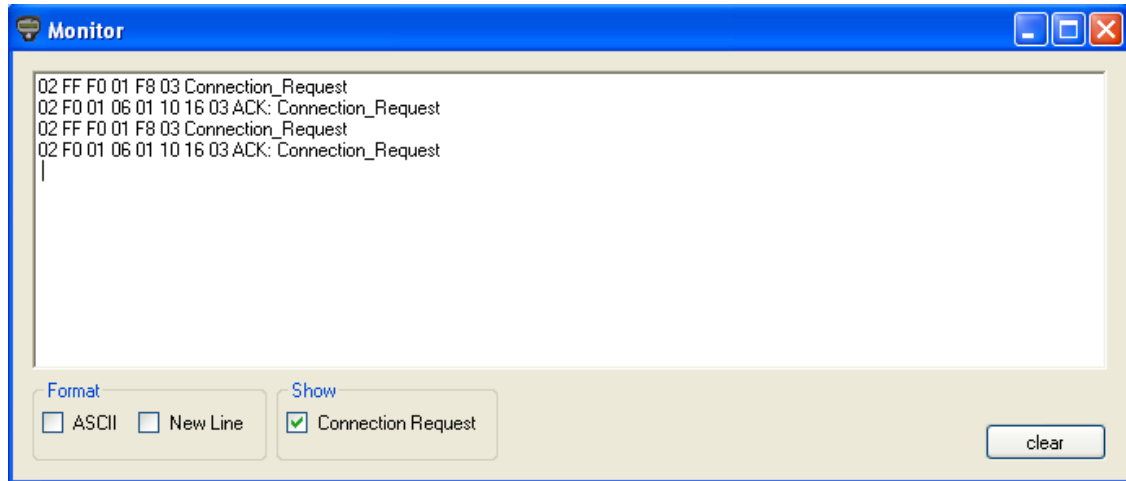 Monitor
02 FF F0 01 F8 03 Connection_Request
02 F0 01 06 01 10 16 03 ACK: Connection_Request
02 FF F0 01 F8 03 Connection_Request
02 F0 01 06 01 10 16 03 ACK: Connection_Request
Format
Show
ASCII
New Line
Connection Request
clear